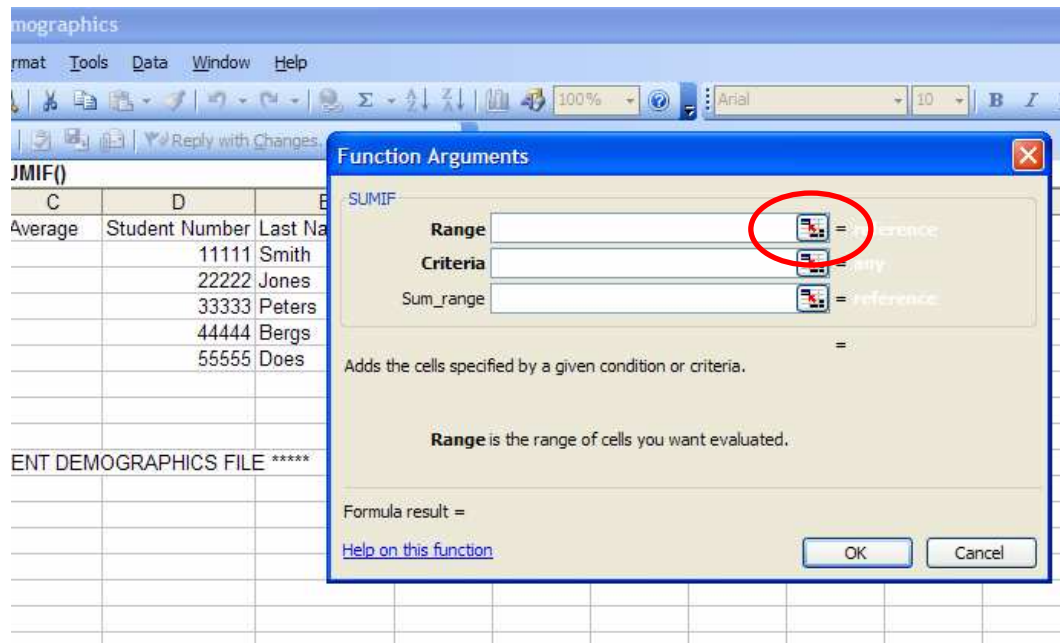 mographics
rmat Tools Data Window Help
100% Arial 10 B I
Reply with Changes.
UMIF()
C D E
Average Student Number Last Na
11111 Smith
22222 Jones
33333 Peters
44444 Bergs
55555 Does
ENT DEMOGRAPHICS FILE *****
Function Arguments
SUMIF
Range = reference
Criteria = any
Sum_range = reference
=
Adds the cells specified by a given condition or criteria.
Range is the range of cells you want evaluated.
Formula result =
Help on this function
OK Cancel